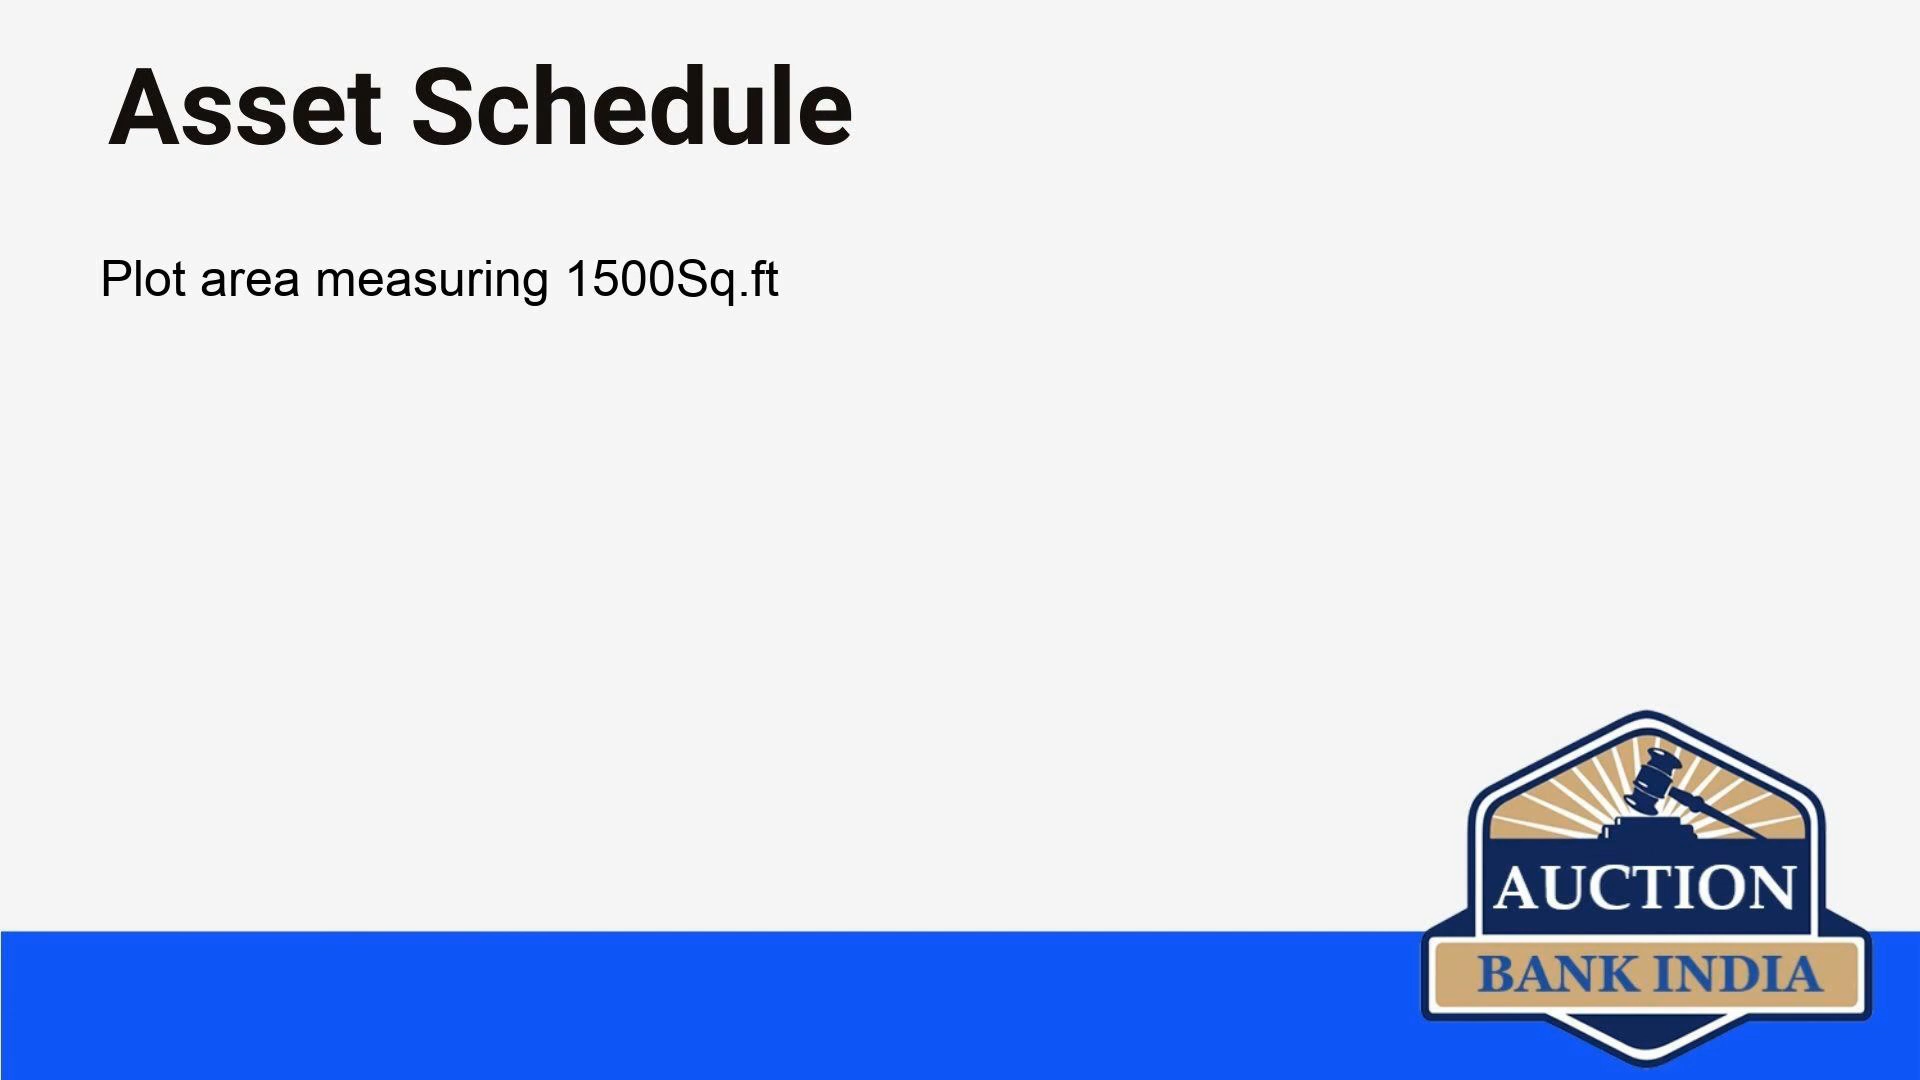 Asset Schedule
Plot area measuring 1500Sq.ft
AUCTION
BANK INDIA